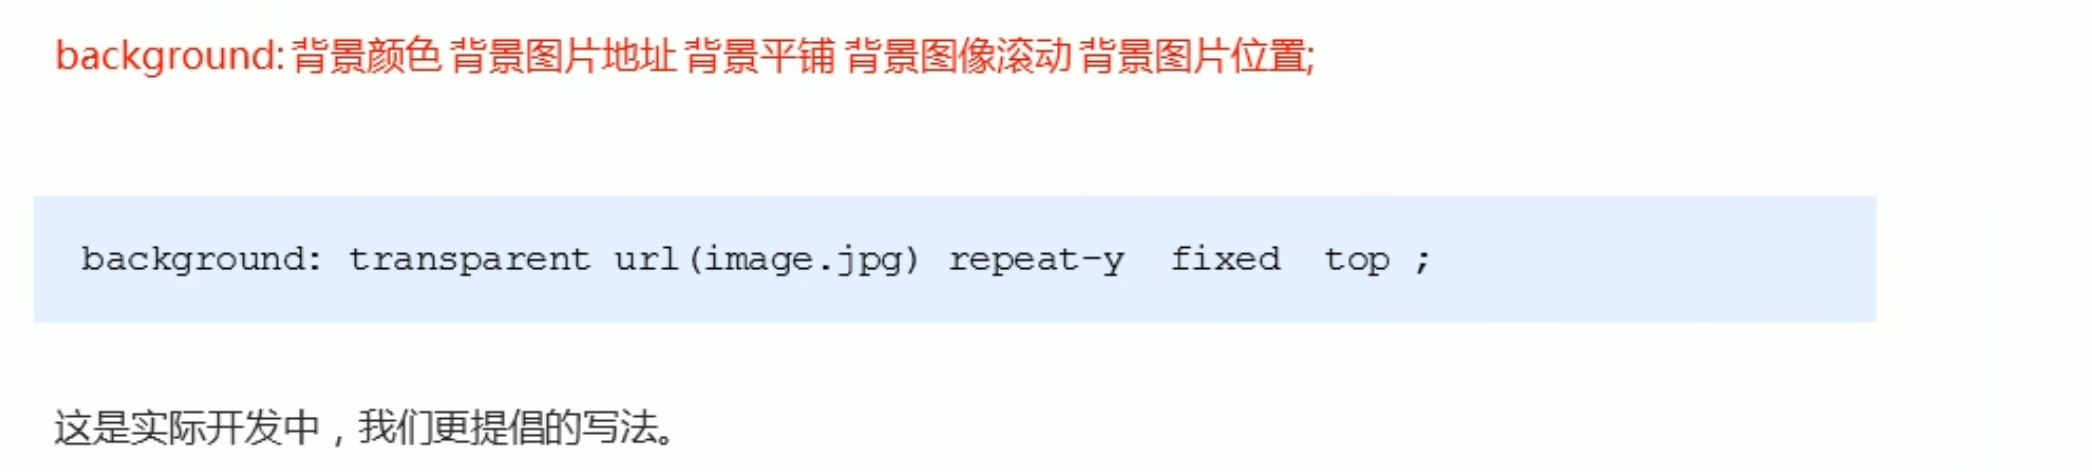 background: 背景颜色 背景图片地址 背景平铺 背景图像滚动 背景图片位置;
background: transparent url(image.jpg) repeat-y fixed top ;
这是实际开发中，我们更提倡的写法。